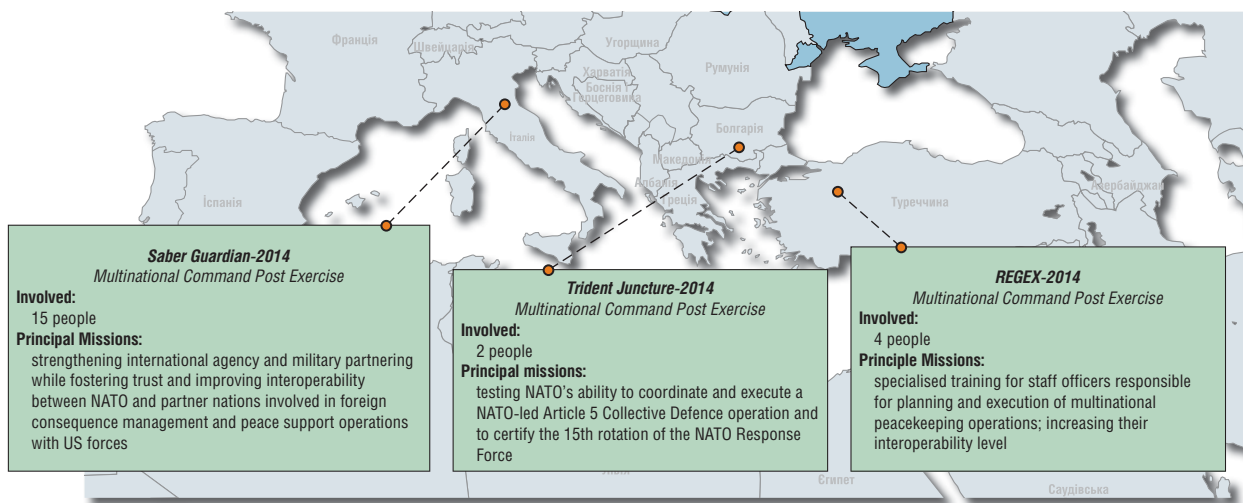 Франція
Швейцарія
Угорщина
Румунія
Хорватія
Боснія і
Герцеговина
Італія
Болгарія
Македонія
Албанія
Греція
Іспанія
Туреччина
Азербайджан
Saber Guardian-2014
Multinational Command Post Exercise
Involved:
15 people
Principal Missions:
strengthening international agency and military partnering
while fostering trust and improving interoperability
between NATO and partner nations involved in foreign
consequence management and peace support operations
with US forces
Trident Juncture-2014
Multinational Command Post Exercise
Involved:
2 people
Principal missions:
testing NATO’s ability to coordinate and execute a
NATO-led Article 5 Collective Defence operation and
to certify the 15th rotation of the NATO Response
Force
REGEX-2014
Multinational Command Post Exercise
Involved:
4 people
Principle Missions:
specialised training for staff officers responsible
for planning and execution of multinational
peacekeeping operations; increasing their
interoperability level
Єгипет
Саудівська